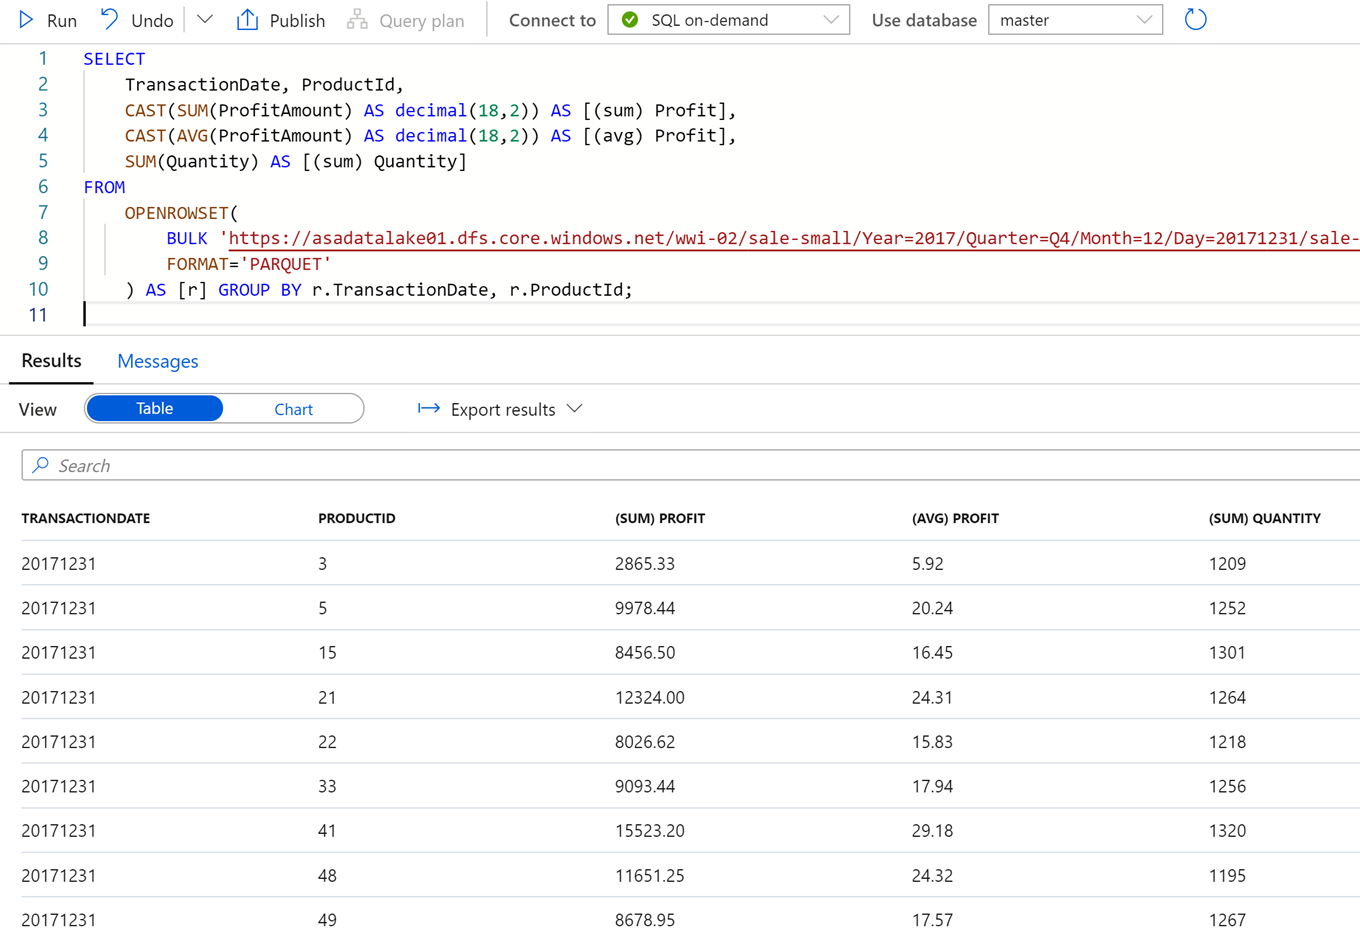 Run Undo Publish Query plan Connect to SQL on-demand Use database master
1 SELECT
2 TransactionDate, ProductId,
3 CAST(SUM(ProfitAmount) AS decimal(18,2)) AS [(sum) Profit],
4 CAST(AVG(ProfitAmount) AS decimal(18,2)) AS [(avg) Profit],
5 SUM(Quantity) AS [(sum) Quantity]
6 FROM
7 OPENROWSET(
8 BULK 'https://asadatalake01.dfs.core.windows.net/wwi-02/sale-small/Year=2017/Quarter=Q4/Month=12/Day=20171231/sale-
9 FORMAT='PARQUET'
10 ) AS [r] GROUP BY r.TransactionDate, r.ProductId;
11
Results Messages
View Table Chart Export results
Search
TRANSACTIONDATE PRODUCTID (SUM) PROFIT (AVG) PROFIT (SUM) QUANTITY
20171231 3 2865.33 5.92 1209
20171231 5 9978.44 20.24 1252
20171231 15 8456.50 16.45 1301
20171231 21 12324.00 24.31 1264
20171231 22 8026.62 15.83 1218
20171231 33 9093.44 17.94 1256
20171231 41 15523.20 29.18 1320
20171231 48 11651.25 24.32 1195
20171231 49 8678.95 17.57 1267